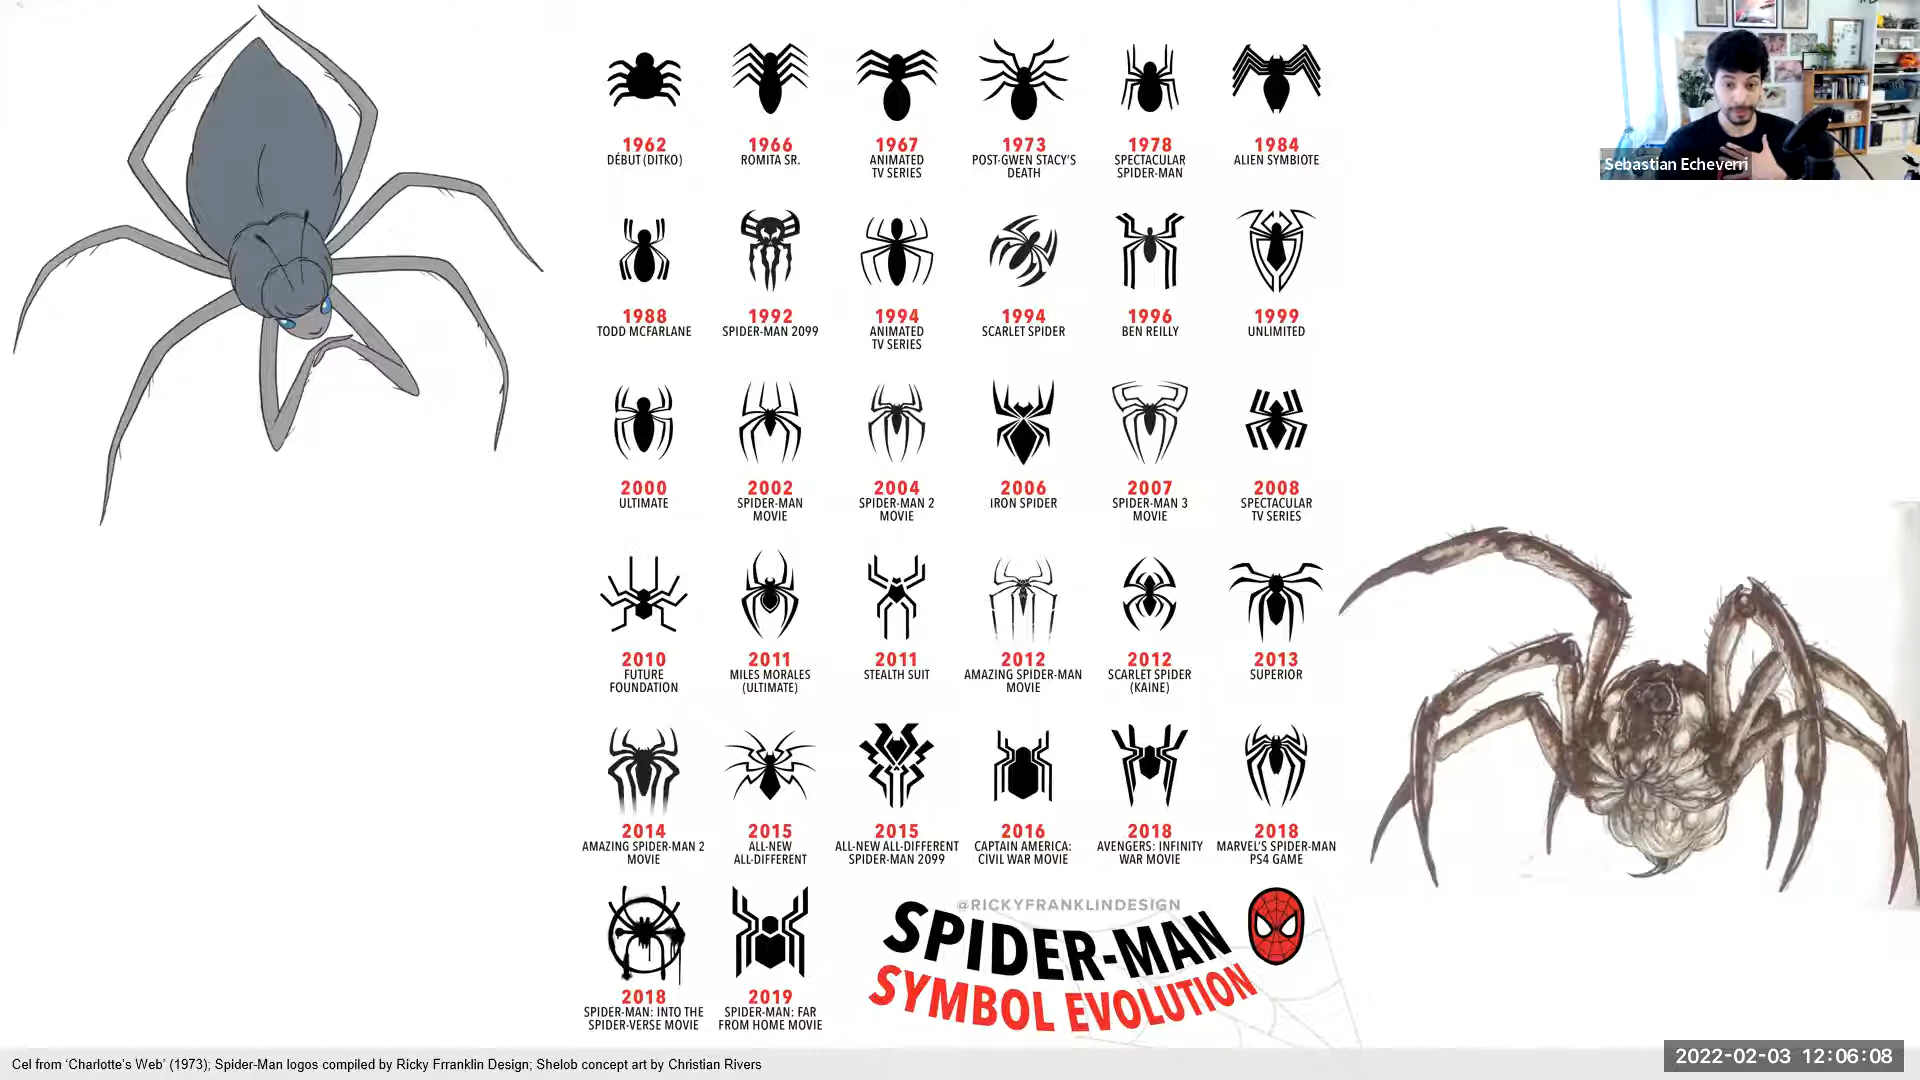 Sebastian Echeverri
1962
DÉBUT (DITKO)
1966
ROMITA SR.
1967
ANIMATED
TV SERIES
1973
POST-GWEN STACY'S
DEATH
1978
SPECTACULAR
SPIDER-MAN
1984
ALIEN SYMBIOTE
1988
TODD MCFARLANE
1992
SPIDER-MAN 2099
1994
ANIMATED
TV SERIES
1994
SCARLET SPIDER
1996
BEN REILLY
1999
UNLIMITED
2000
ULTIMATE
2002
SPIDER-MAN
MOVIE
2004
SPIDER-MAN 2
MOVIE
2006
IRON SPIDER
2007
SPIDER-MAN 3
MOVIE
2008
SPECTACULAR
TV SERIES
2010
FUTURE
FOUNDATION
2011
MILES MORALES
(ULTIMATE)
2011
STEALTH SUIT
2012
AMAZING SPIDER-MAN
MOVIE
2012
SCARLET SPIDER
(KAINE)
2013
SUPERIOR
2014
AMAZING SPIDER-MAN 2
MOVIE
2015
ALL-NEW
ALL-DIFFERENT
2015
ALL-NEW ALL-DIFFERENT
SPIDER-MAN 2099
2016
CAPTAIN AMERICA:
CIVIL WAR MOVIE
2018
AVENGERS: INFINITY
WAR MOVIE
2018
MARVEL'S SPIDER-MAN
PS4 GAME
2018
SPIDER-MAN: INTO THE
SPIDER-VERSE MOVIE
2019
SPIDER-MAN: FAR
FROM HOME MOVIE
@RICKYFRANKLINDESIGN
SPIDER-MAN
SYMBOL EVOLUTION
Cel from 'Charlotte's Web' (1973); Spider-Man logos compiled by Ricky Franklin Design; Shelob concept art by Christian Rivers
2022-02-03 12:06:08